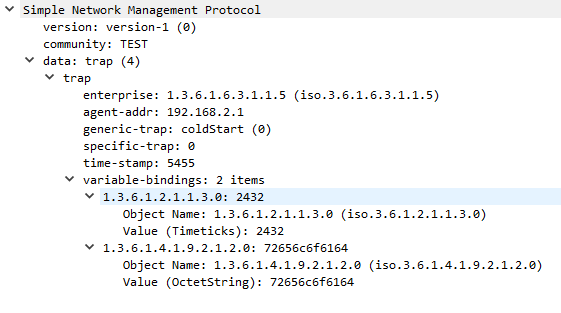 Simple Network Management Protocol
version: version-1 (0)
community: TEST
data: trap (4)
trap
enterprise: 1.3.6.1.6.3.1.1.5 (iso.3.6.1.6.3.1.1.5)
agent-addr: 192.168.2.1
generic-trap: coldStart (0)
specific-trap: 0
time-stamp: 5455
variable-bindings: 2 items
1.3.6.1.2.1.1.3.0: 2432
Object Name: 1.3.6.1.2.1.1.3.0 (iso.3.6.1.2.1.1.3.0)
Value (Timeticks): 2432
1.3.6.1.4.1.9.2.1.2.0: 72656c6f6164
Object Name: 1.3.6.1.4.1.9.2.1.2.0 (iso.3.6.1.4.1.9.2.1.2.0)
Value (OctetString): 72656c6f6164